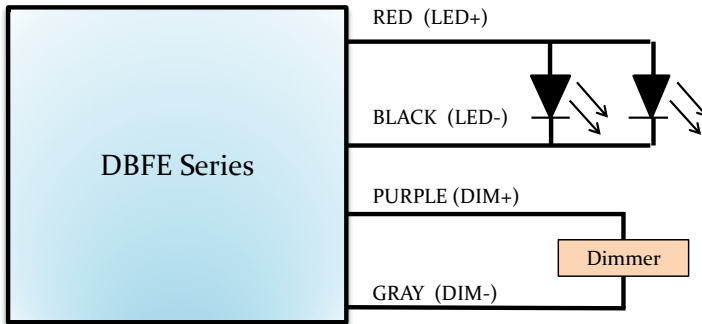 RED (LED+)
BLACK (LED-)
DBFE Series
PURPLE (DIM+)
Dimmer
GRAY (DIM-)